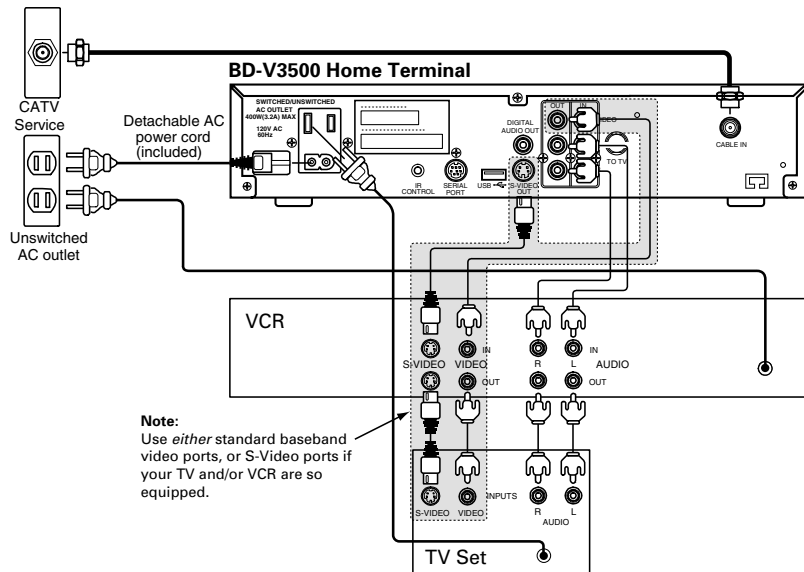 CATV
Service
BD-V3500 Home Terminal
SWITCHED/UNSWITCHED
AC OUTLET
400W(3.2A) MAX
120V AC
60Hz
Detachable AC
power cord
(included)
Unswitched
AC outlet
IR
CONTROL
SERIAL
PORT
USB
DIGITAL
AUDIO OUT
S-VIDEO
OUT
OUT
IN
TO TV
CABLE IN
VCR
S-VIDEO
VIDEO
IN
OUT
R
L
AUDIO
IN
OUT
Note:
Use either standard baseband
video ports, or S-Video ports if
your TV and/or VCR are so
equipped.
S-VIDEO
VIDEO
INPUTS
R
L
AUDIO
TV Set